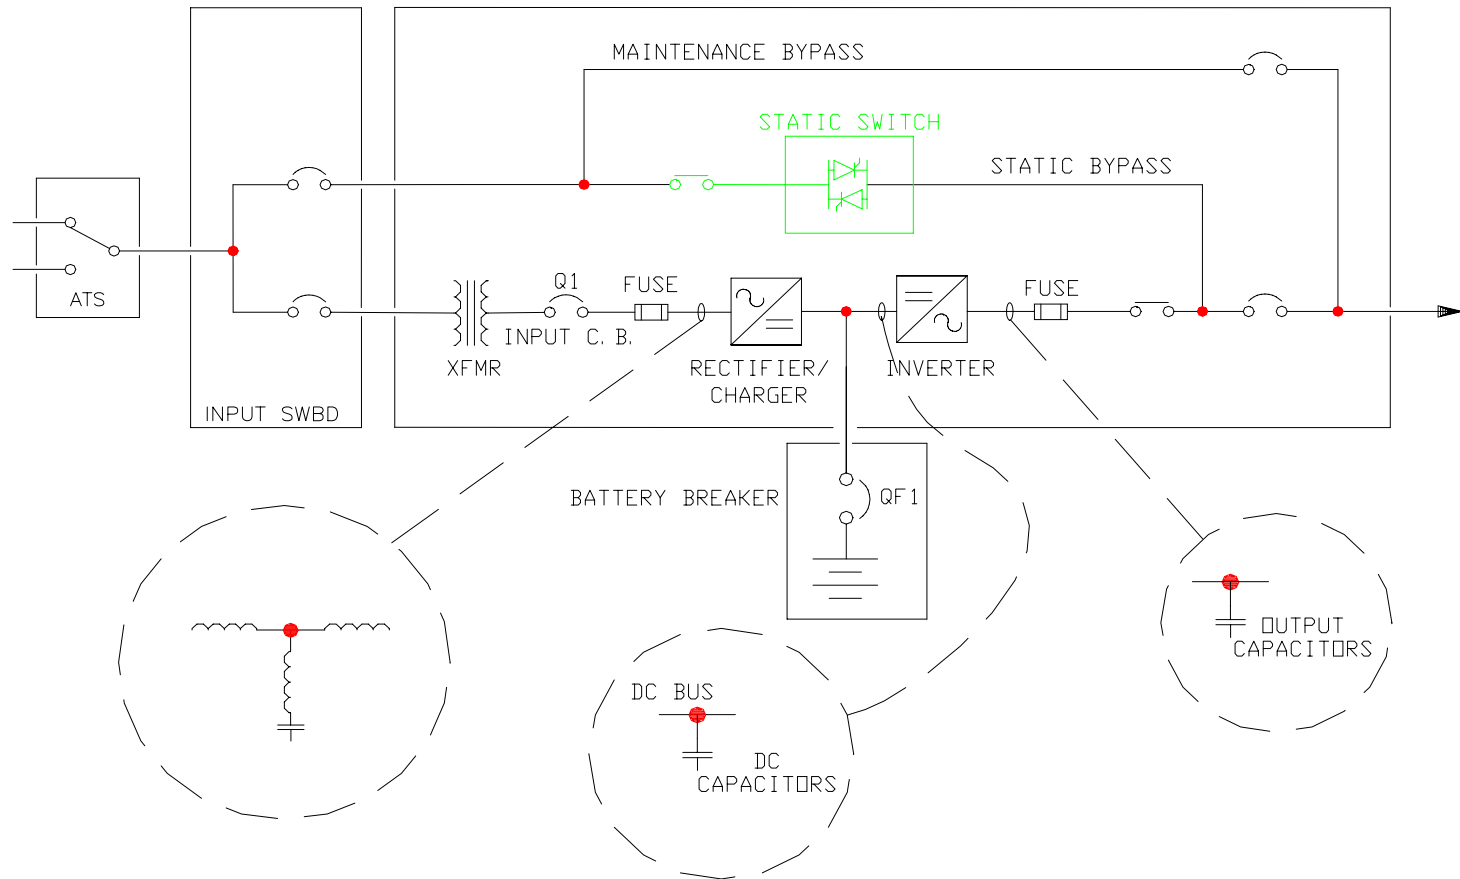 MAINTENANCE BYPASS
STATIC SWITCH
STATIC BYPASS
ATS
Q1
FUSE
FUSE
INPUT C. B.
XFMR
RECTIFIER/
CHARGER
INVERTER
INPUT SWBD
BATTERY BREAKER
QF1
OUTPUT
CAPACITORS
DC BUS
DC
CAPACITORS